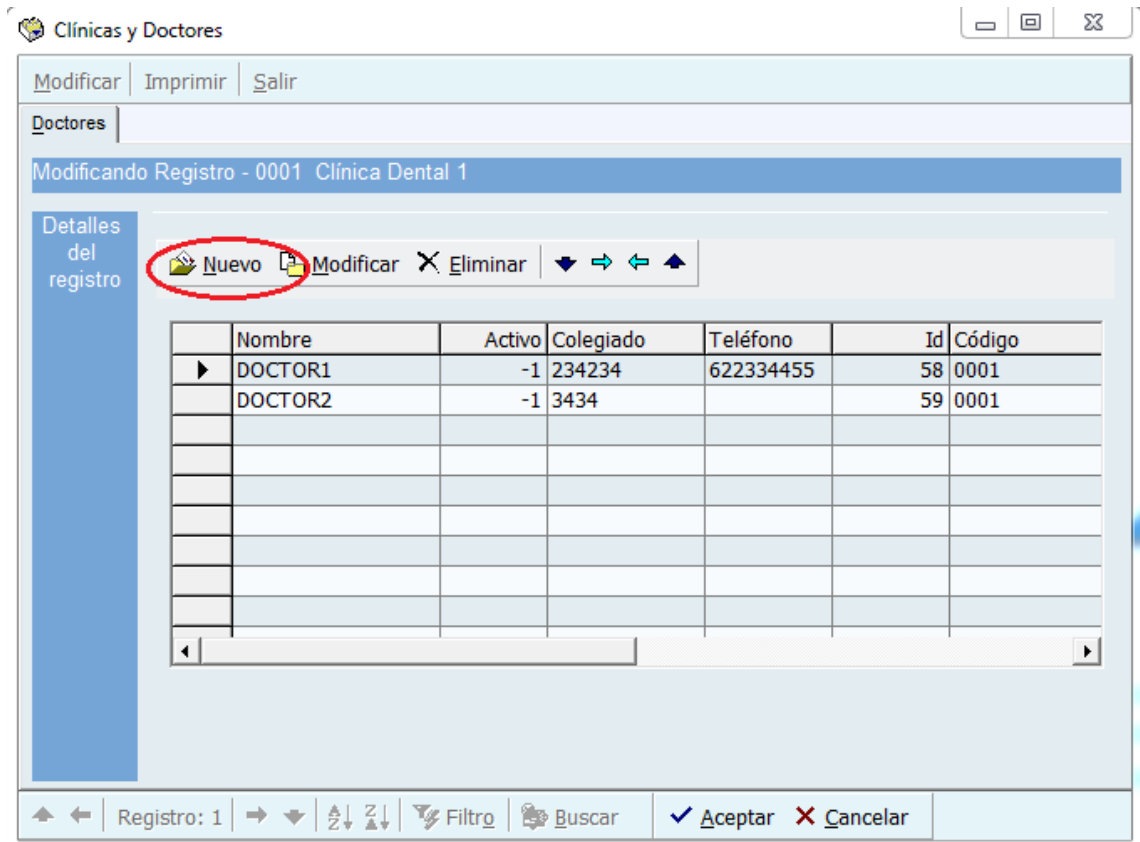 Clínicas y Doctores
Modificar Imprimir Salir
Doctores
Modificando Registro - 0001 Clínica Dental 1
Detalles
del
registro
Nuevo Modificar Eliminar
Nombre Activo Colegiado Teléfono Id Código
DOCTOR1 -1 234234 622334455 58 0001
DOCTOR2 -1 3434 59 0001
Registro: 1 Filtro Buscar Aceptar Cancelar